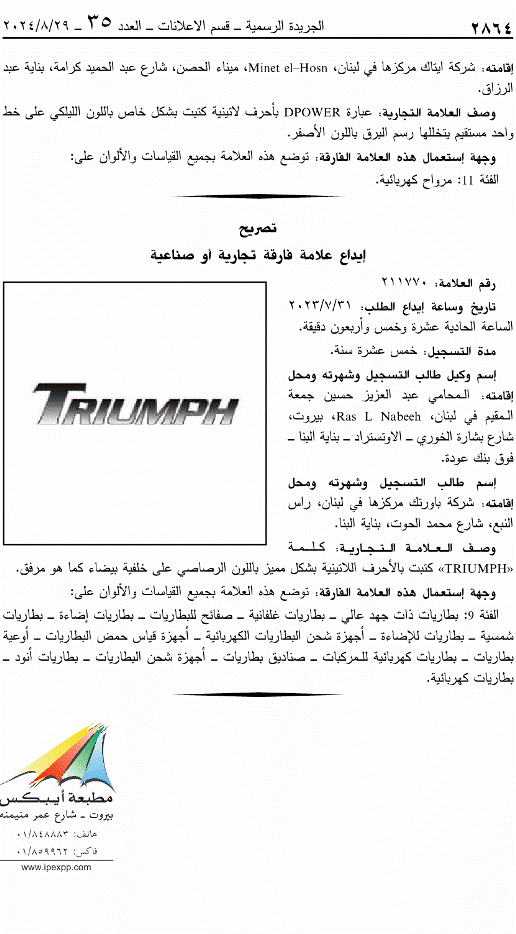 ٢٨٦٤
الجريدة الرسمية ـ قسم الاعلانات ـ العدد ٣٥ ـ ٢٠٢٤/٨/٢٩
إقامته: شركة ايتاك مركزها في لبنان، Minet el–Hosn، ميناء الحصن، شارع عبد الحميد كرامة، بناية عبد
الرزاق.
وصف العلامة التجارية: عبارة DPOWER بأحرف لاتينية كتبت بشكل خاص باللون الليلكي على خط
واحد مستقيم يتخللها رسم البرق باللون الأصفر.
وجهة إستعمال هذه العلامة الفارقة: توضع هذه العلامة بجميع القياسات والألوان على:
الفئة 11: مرواح كهربائية.
تصريح
إيداع علامة فارقة تجارية أو صناعية
رقم العلامة: ٢١١٧٧٠
تاريخ وساعة إيداع الطلب: ٢٠٢٣/٧/٣١
الساعة الحادية عشرة وخمس وأربعون دقيقة.
مدة التسجيل: خمس عشرة سنة.
إسم وكيل طالب التسجيل وشهرته ومحل
إقامته: المحامي عبد العزيز حسين جمعة
المقيم في لبنان، Ras L Nabeeh، بيروت،
شارع بشارة الخوري ـ الاوتستراد ـ بناية البنا ـ
فوق بنك عودة.
إسم طالب التسجيل وشهرته ومحل
إقامته: شركة باورتك مركزها في لبنان، راس
النبع، شارع محمد الحوت، بناية البنا.
TRIUMPH
وصف العـلامة التـجاريـة: كلـمـة
«TRIUMPH» كتبت بالأحرف اللاتينية بشكل مميز باللون الرصاصي على خلفية بيضاء كما هو مرفق.
وجهة إستعمال هذه العلامة الفارقة: توضع هذه العلامة بجميع القياسات والألوان على:
الفئة 9: بطاريات ذات جهد عالي ـ بطاريات غلفانية ـ صفائح للبطاريات ـ بطاريات إضاءة ـ بطاريات
شمسية ـ بطاريات للإضاءة ـ أجهزة شحن البطاريات الكهربائية ـ أجهزة قياس حمض البطاريات ـ أوعية
بطاريات ـ بطاريات كهربائية للمركبات ـ صناديق بطاريات ـ أجهزة شحن البطاريات ـ بطاريات أنود ـ
بطاريات كهربائية.
مطبعة أيبكس
بيروت ـ شارع عمر منيمنه
هاتف: ٠١/٨٤٨٨٨٣
فاكس: ٠١/٨٥٩٩٦٢
www.ipexpp.com